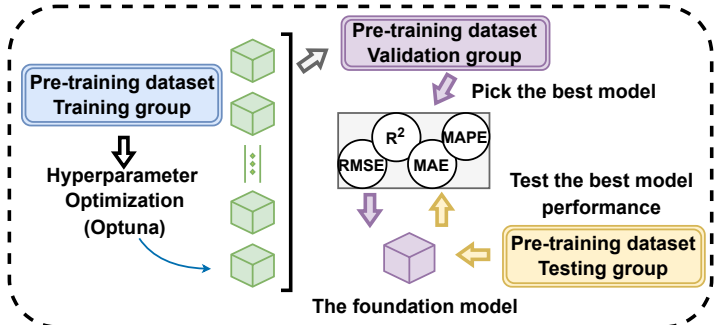 Pre-training dataset
Training group
Hyperparameter
Optimization
(Optuna)
Pre-training dataset
Validation group
Pick the best model
RMSE
R²
MAE
MAPE
Test the best model
performance
Pre-training dataset
Testing group
The foundation model